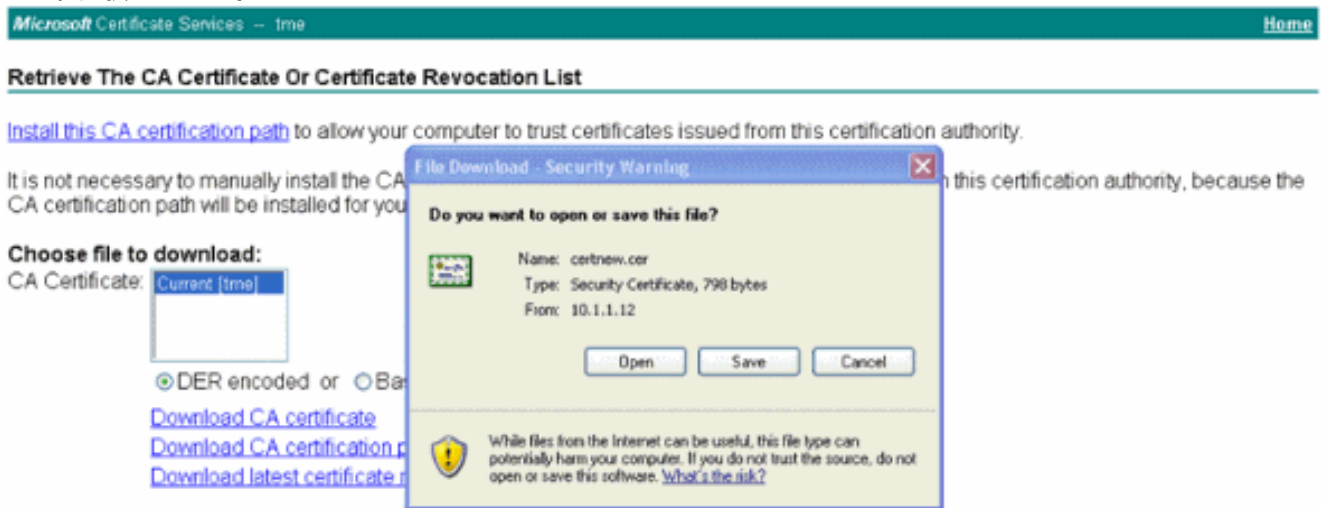 Microsoft Certificate Services -- tme Home
Retrieve The CA Certificate Or Certificate Revocation List
Install this CA certification path to allow your computer to trust certificates issued from this certification authority.
It is not necessary to manually install the CA
n this certification authority, because the
CA certification path will be installed for you
File Download - Security Warning
Do you want to open or save this file?
Name: certnew.cer
Type: Security Certificate, 798 bytes
From: 10.1.1.12
Open Save Cancel
While files from the Internet can be useful, this file type can
potentially harm your computer. If you do not trust the source, do not
open or save this software. What's the risk?
Choose file to download:
CA Certificate: Current [tme]
DER encoded or Ba
Download CA certificate
Download CA certification p
Download latest certificate r